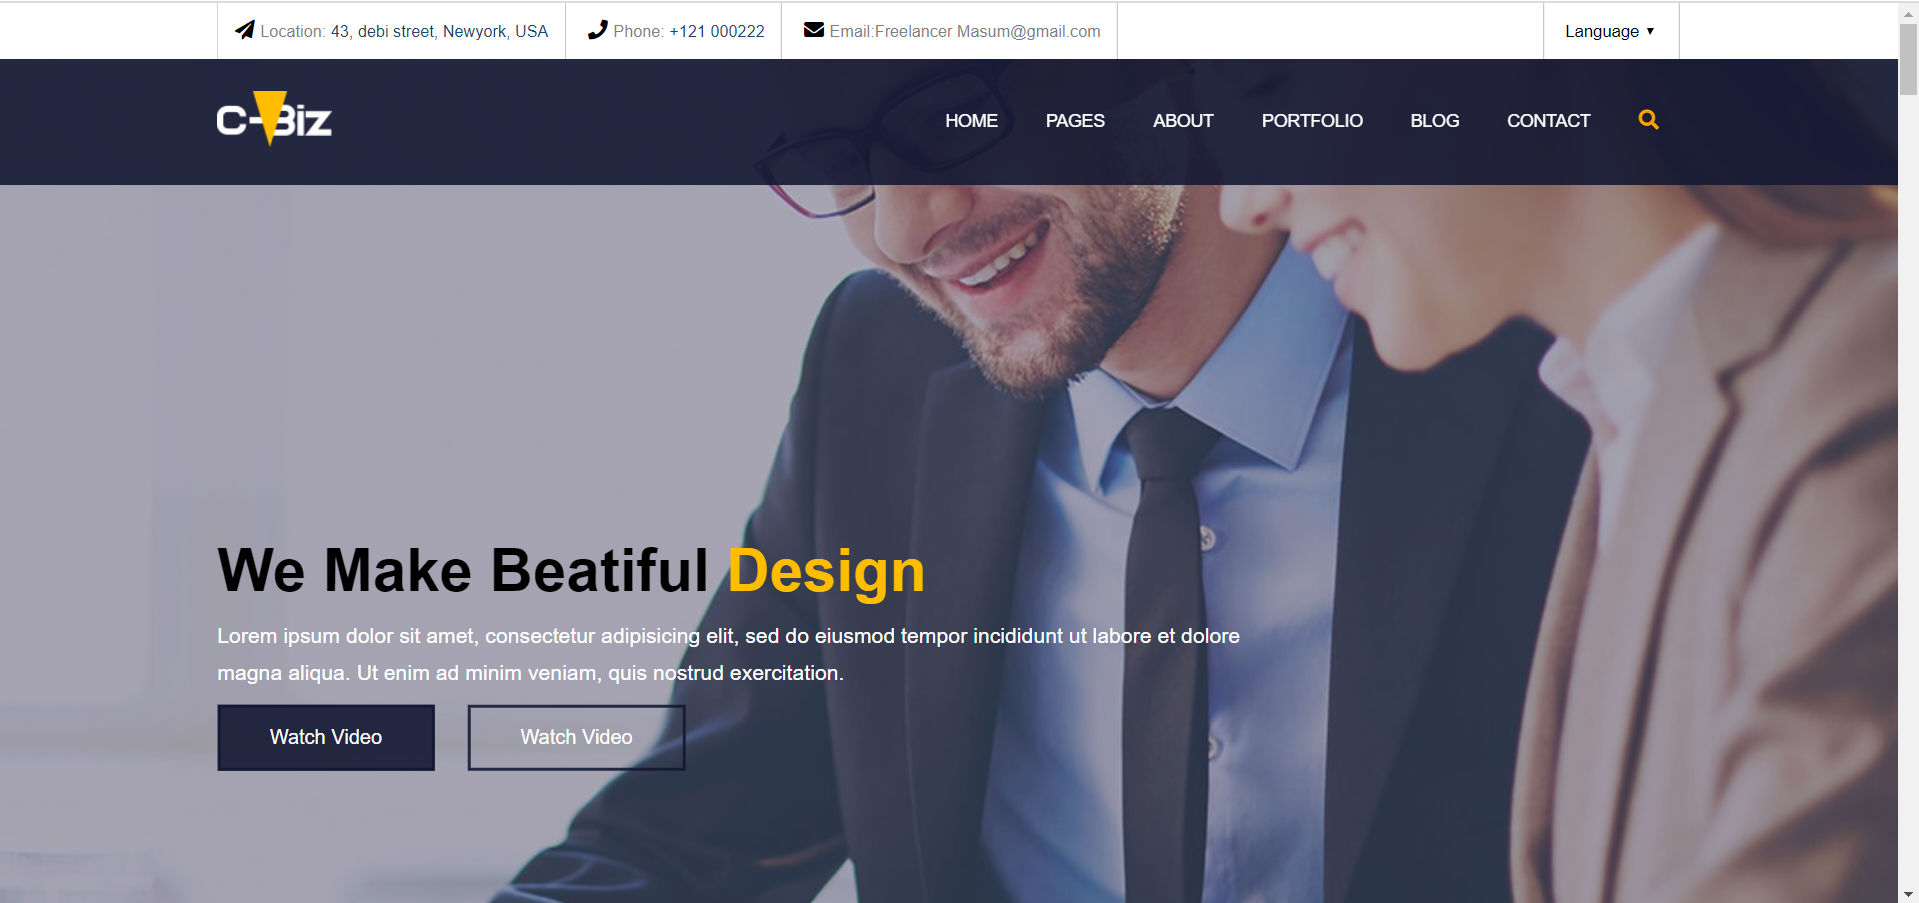 Location: 43, debi street, Newyork, USA
Phone: +121 000222
Email:Freelancer Masum@gmail.com
Language
C-Biz
HOME
PAGES
ABOUT
PORTFOLIO
BLOG
CONTACT
We Make Beatiful Design
Lorem ipsum dolor sit amet, consectetur adipisicing elit, sed do eiusmod tempor incididunt ut labore et dolore
magna aliqua. Ut enim ad minim veniam, quis nostrud exercitation.
Watch Video
Watch Video